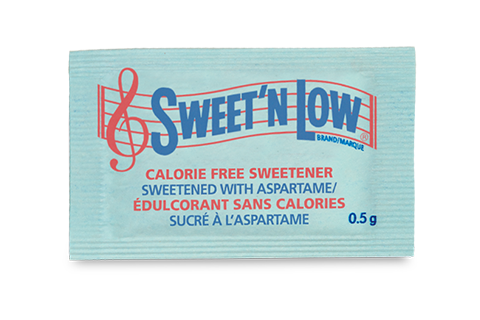 SWEET'N LOW®
BRAND/MARQUE
CALORIE FREE SWEETENER
SWEETENED WITH ASPARTAME/
ÉDULCORANT SANS CALORIES
SUCRÉ À L'ASPARTAME
0.5 g